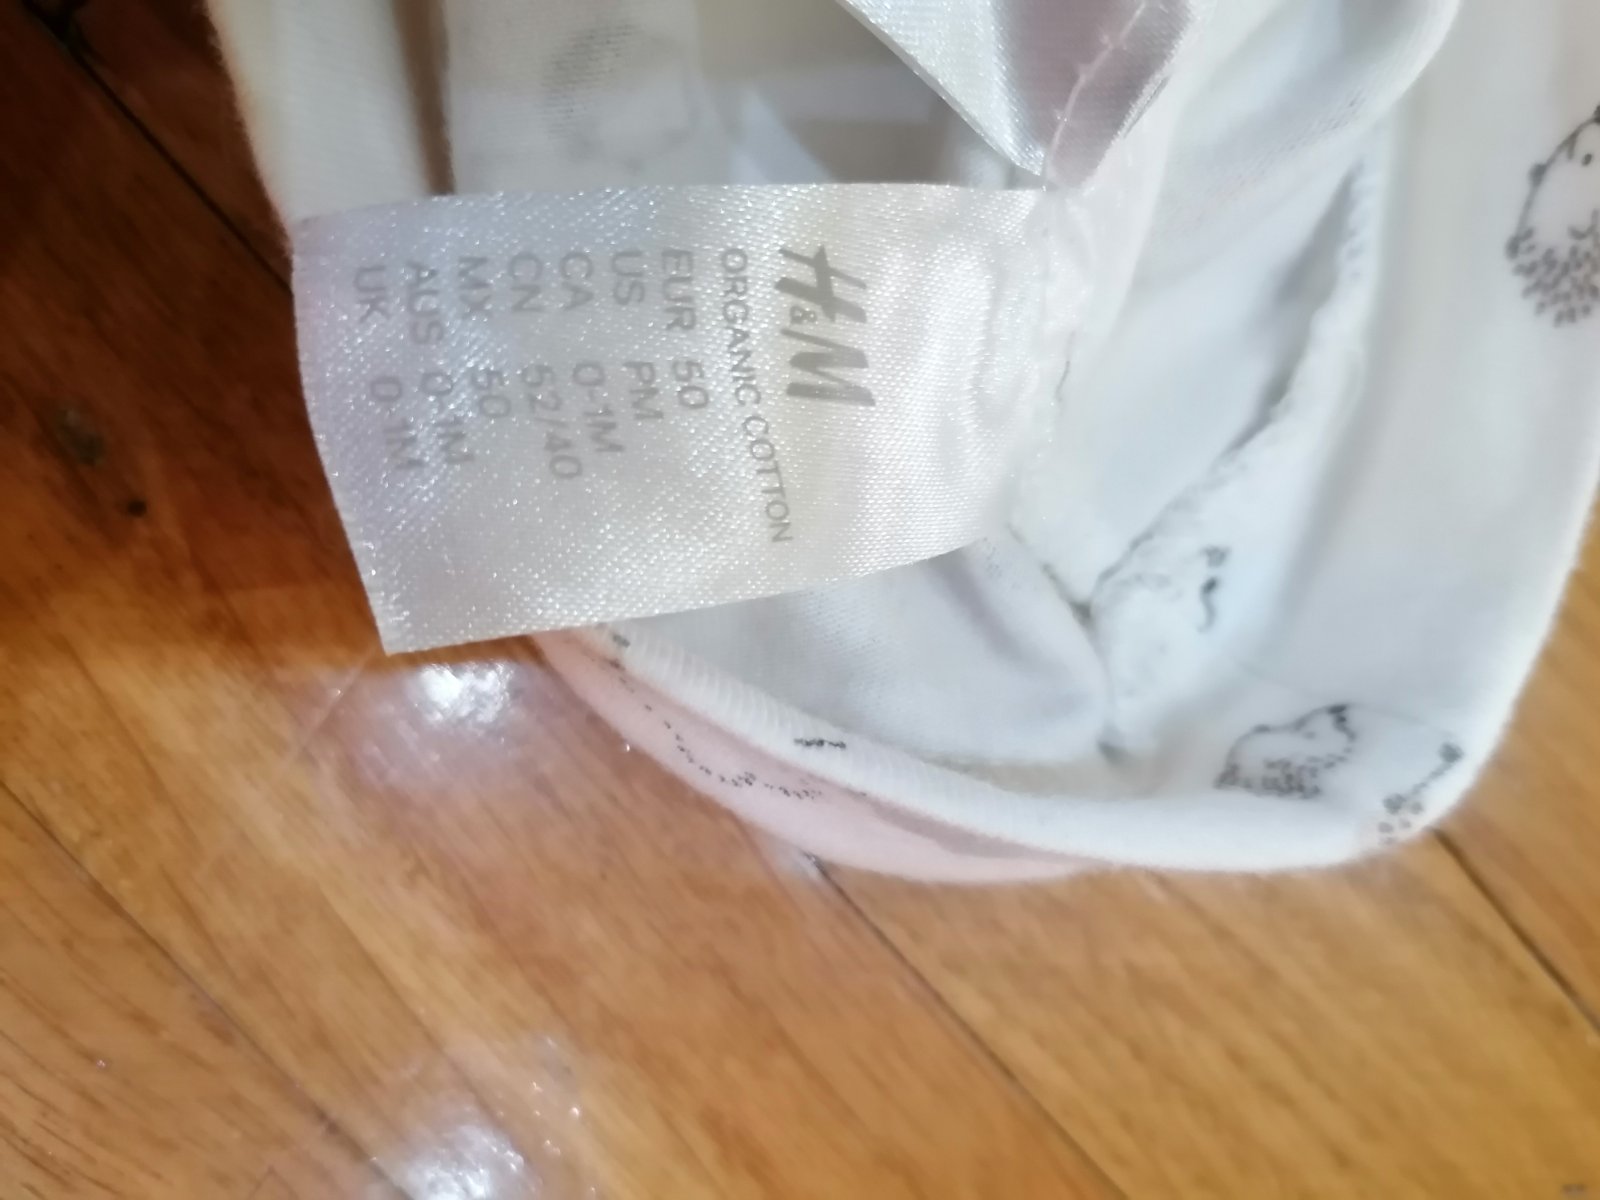 H&M
ORGANIC COTTON
EUR 50
US PM
CA 0-1M
CN 52/40
MX 50
AUS 0-1M
UK 0-1M